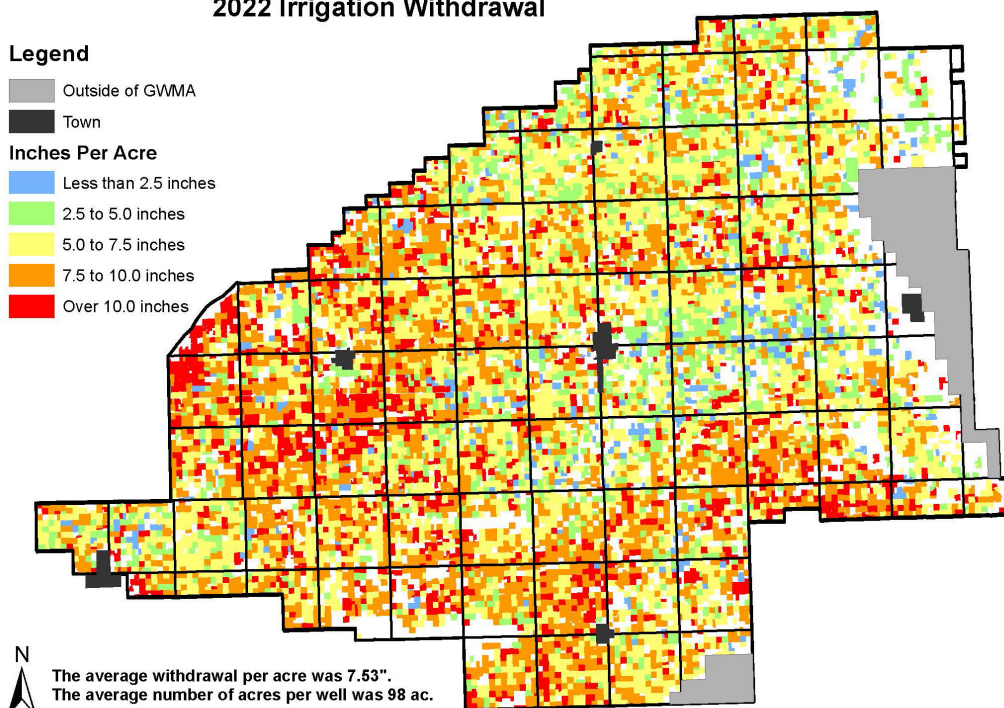 2022 Irrigation Withdrawal
Legend
Outside of GWMA
Town
Inches Per Acre
Less than 2.5 inches
2.5 to 5.0 inches
5.0 to 7.5 inches
7.5 to 10.0 inches
Over 10.0 inches
N
The average withdrawal per acre was 7.53".
The average number of acres per well was 98 ac.